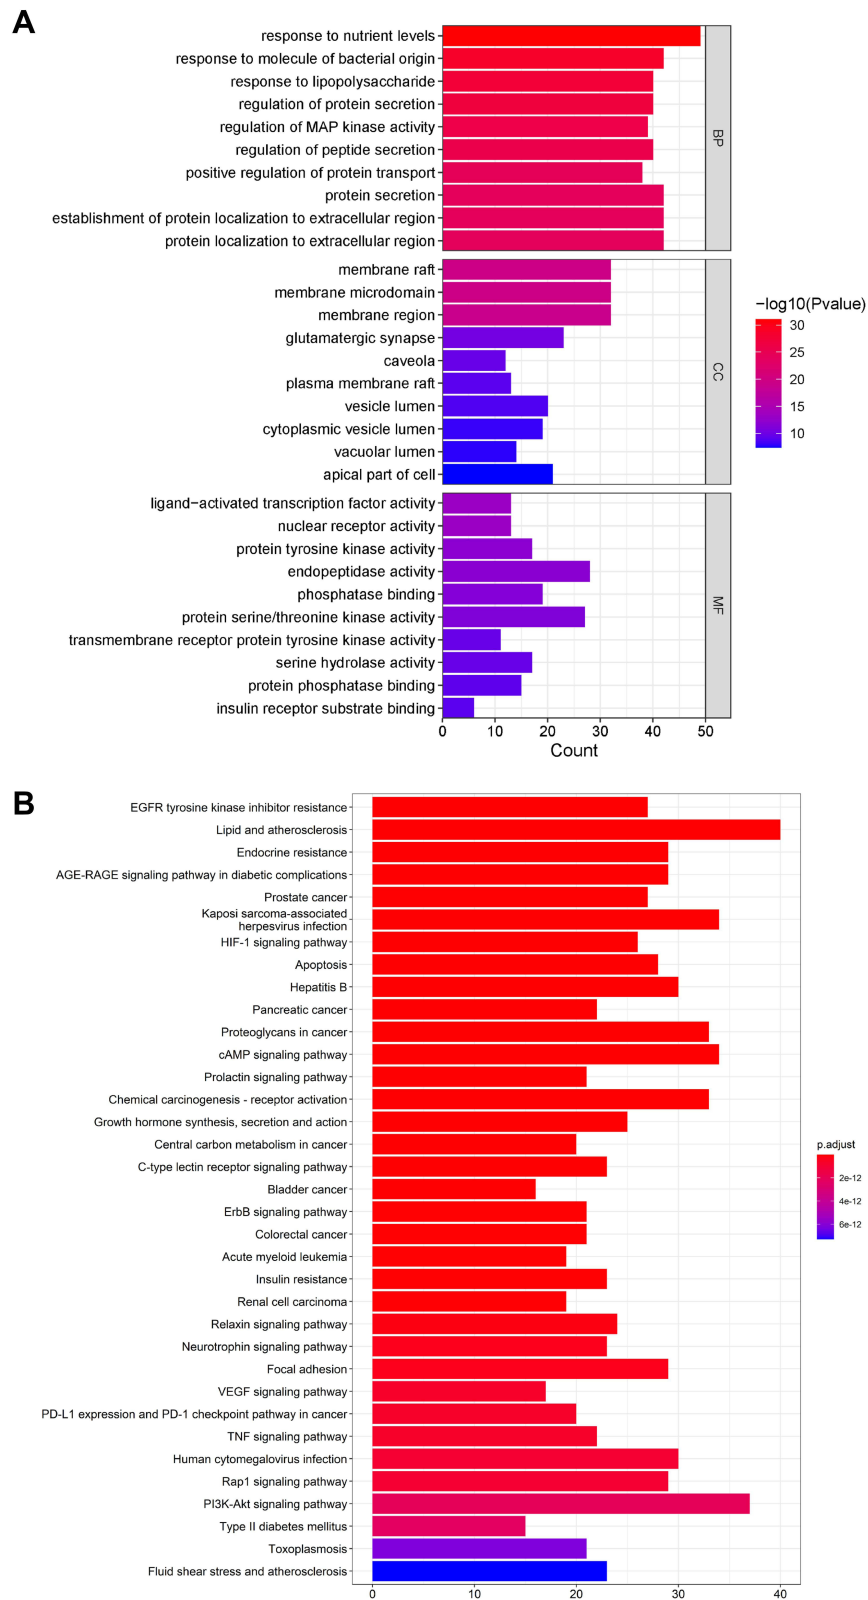 A
response to nutrient levels
response to molecule of bacterial origin
response to lipopolysaccharide
regulation of protein secretion
regulation of MAP kinase activity
regulation of peptide secretion
positive regulation of protein transport
protein secretion
establishment of protein localization to extracellular region
protein localization to extracellular region
BP
membrane raft
membrane microdomain
membrane region
glutamatergic synapse
caveola
plasma membrane raft
vesicle lumen
cytoplasmic vesicle lumen
vacuolar lumen
apical part of cell
CC
ligand−activated transcription factor activity
nuclear receptor activity
protein tyrosine kinase activity
endopeptidase activity
phosphatase binding
protein serine/threonine kinase activity
transmembrane receptor protein tyrosine kinase activity
serine hydrolase activity
protein phosphatase binding
insulin receptor substrate binding
MF
0 10 20 30 40 50
Count
−log10(Pvalue)
30
25
20
15
10
B
EGFR tyrosine kinase inhibitor resistance
Lipid and atherosclerosis
Endocrine resistance
AGE-RAGE signaling pathway in diabetic complications
Prostate cancer
Kaposi sarcoma-associated
herpesvirus infection
HIF-1 signaling pathway
Apoptosis
Hepatitis B
Pancreatic cancer
Proteoglycans in cancer
cAMP signaling pathway
Prolactin signaling pathway
Chemical carcinogenesis - receptor activation
Growth hormone synthesis, secretion and action
Central carbon metabolism in cancer
C-type lectin receptor signaling pathway
Bladder cancer
ErbB signaling pathway
Colorectal cancer
Acute myeloid leukemia
Insulin resistance
Renal cell carcinoma
Relaxin signaling pathway
Neurotrophin signaling pathway
Focal adhesion
VEGF signaling pathway
PD-L1 expression and PD-1 checkpoint pathway in cancer
TNF signaling pathway
Human cytomegalovirus infection
Rap1 signaling pathway
PI3K-Akt signaling pathway
Type II diabetes mellitus
Toxoplasmosis
Fluid shear stress and atherosclerosis
0 10 20 30 40
p.adjust
2e-12
4e-12
6e-12